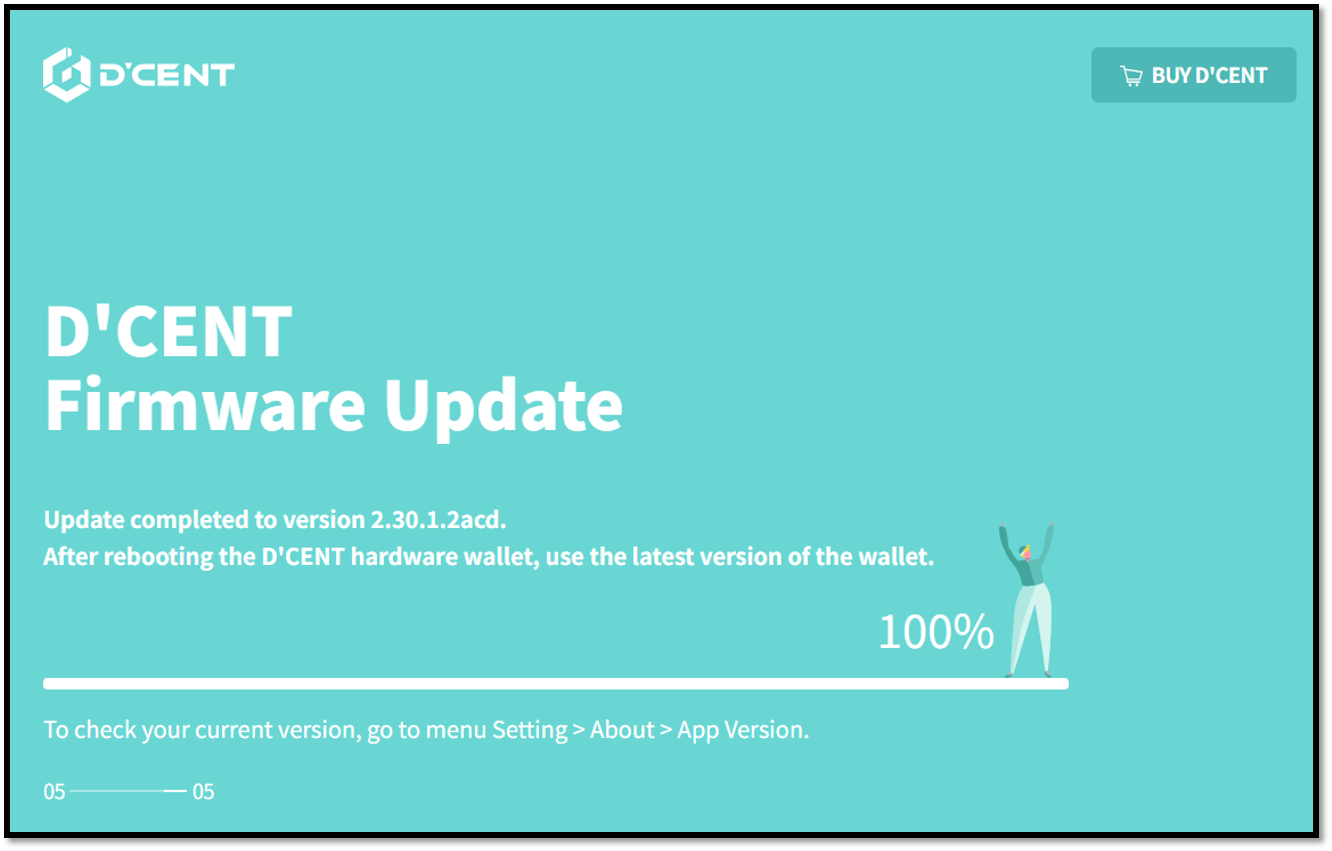 D'CENT
BUY D'CENT
D'CENT
Firmware Update
Update completed to version 2.30.1.2acd.
After rebooting the D'CENT hardware wallet, use the latest version of the wallet.
100%
To check your current version, go to menu Setting > About > App Version.
05 05